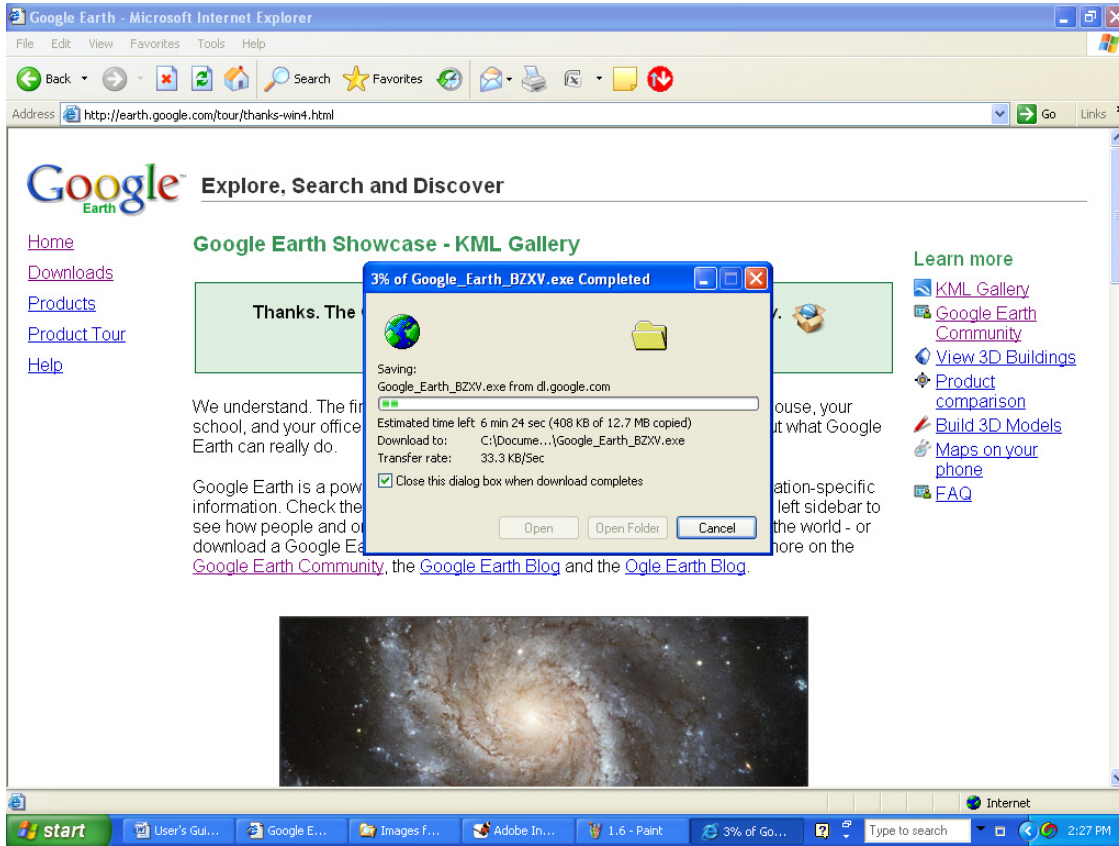 Google Earth - Microsoft Internet Explorer
File Edit View Favorites Tools Help
Back Search Favorites
Address http://earth.google.com/tour/thanks-win4.html Go Links
Google™ Earth
Explore, Search and Discover
Home
Downloads
Products
Product Tour
Help
Google Earth Showcase - KML Gallery
Thanks. The
y.
3% of Google_Earth_BZXV.exe Completed
Saving:
Google_Earth_BZXV.exe from dl.google.com
Estimated time left 6 min 24 sec (408 KB of 12.7 MB copied)
Download to: C:\Docume...\Google_Earth_BZXV.exe
Transfer rate: 33.3 KB/Sec
Close this dialog box when download completes
Open Open Folder Cancel
We understand. The fir ouse, your
school, and your office ut what Google
Earth can really do.
Google Earth is a pow ation-specific
information. Check the left sidebar to
see how people and o the world - or
download a Google Ea ore on the
Google Earth Community, the Google Earth Blog and the Ogle Earth Blog.
Learn more
KML Gallery
Google Earth
Community
View 3D Buildings
Product
comparison
Build 3D Models
Maps on your
phone
FAQ
Internet
start User's Gui... Google E... Images f... Adobe In... 1.6 - Paint 3% of Go... Type to search 2:27 PM